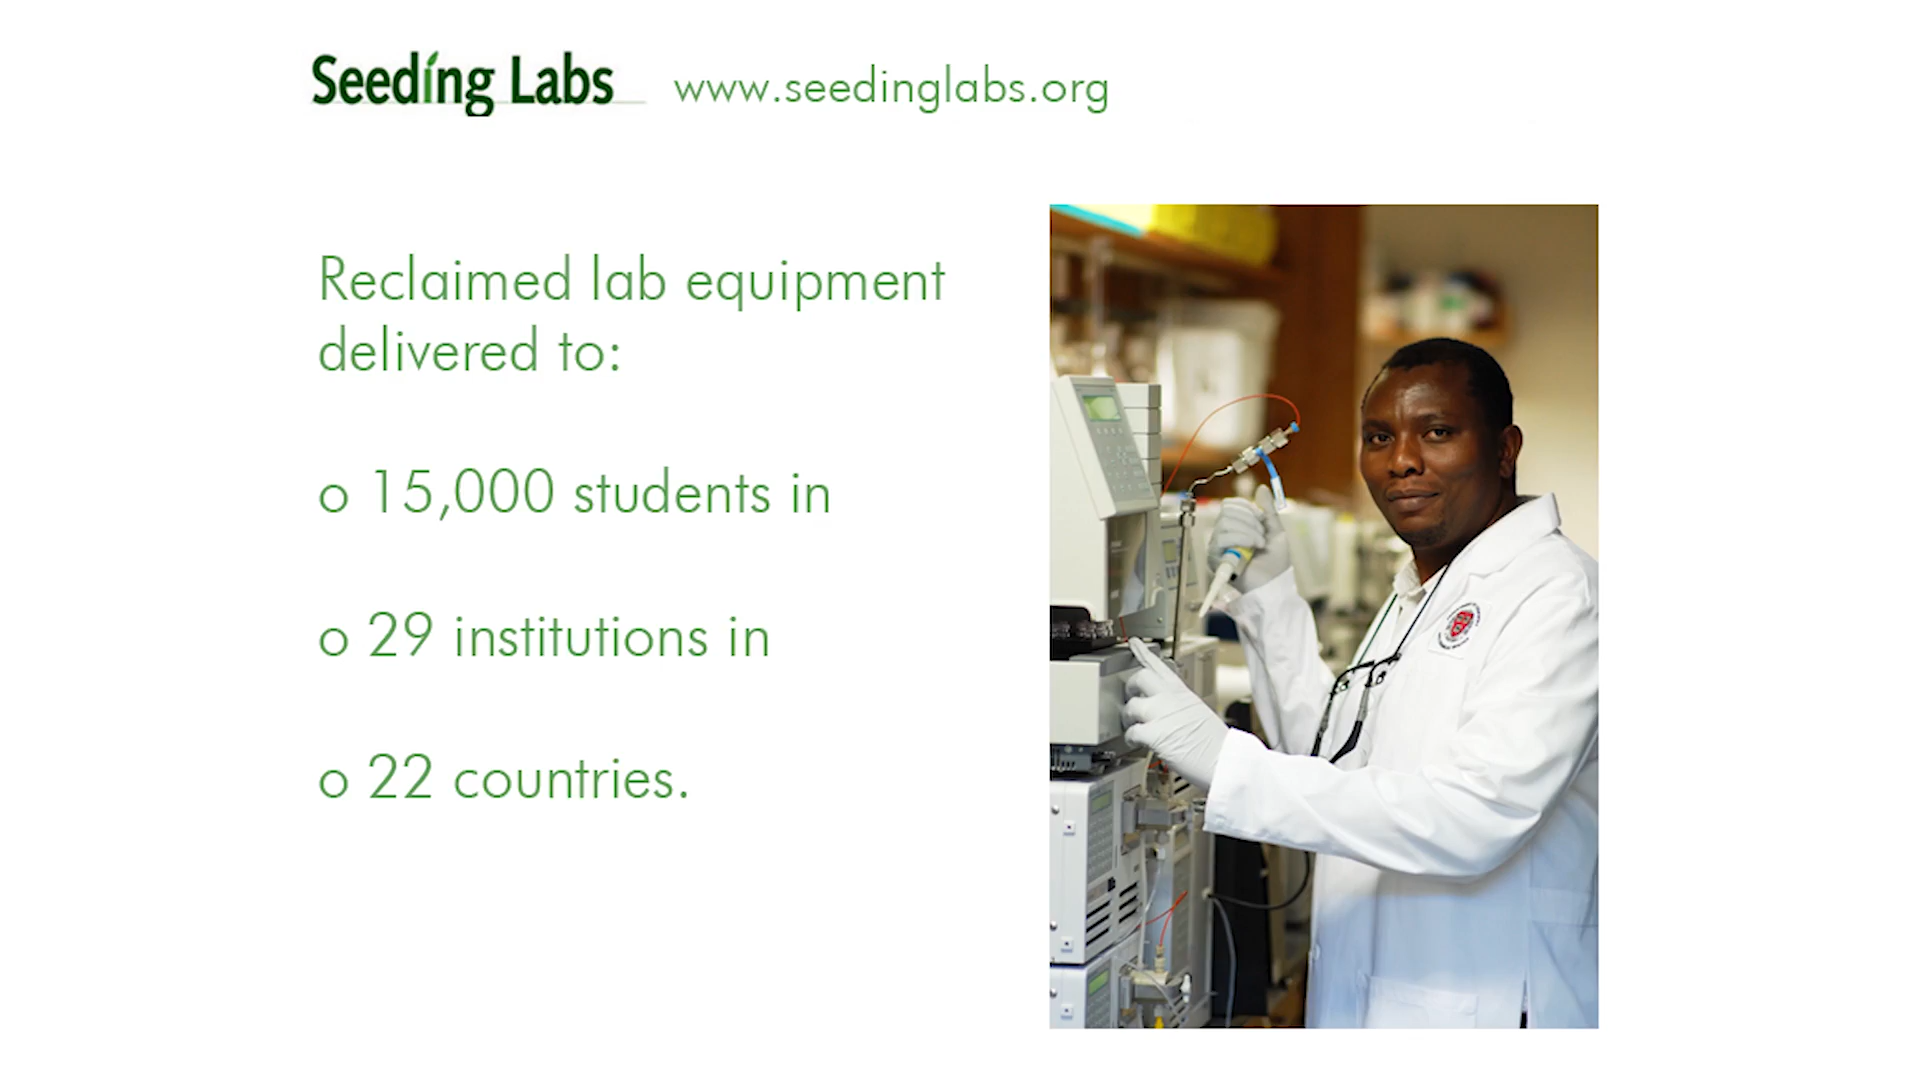 Seeding Labs www.seedinglabs.org
Reclaimed lab equipment
delivered to:
o 15,000 students in
o 29 institutions in
o 22 countries.